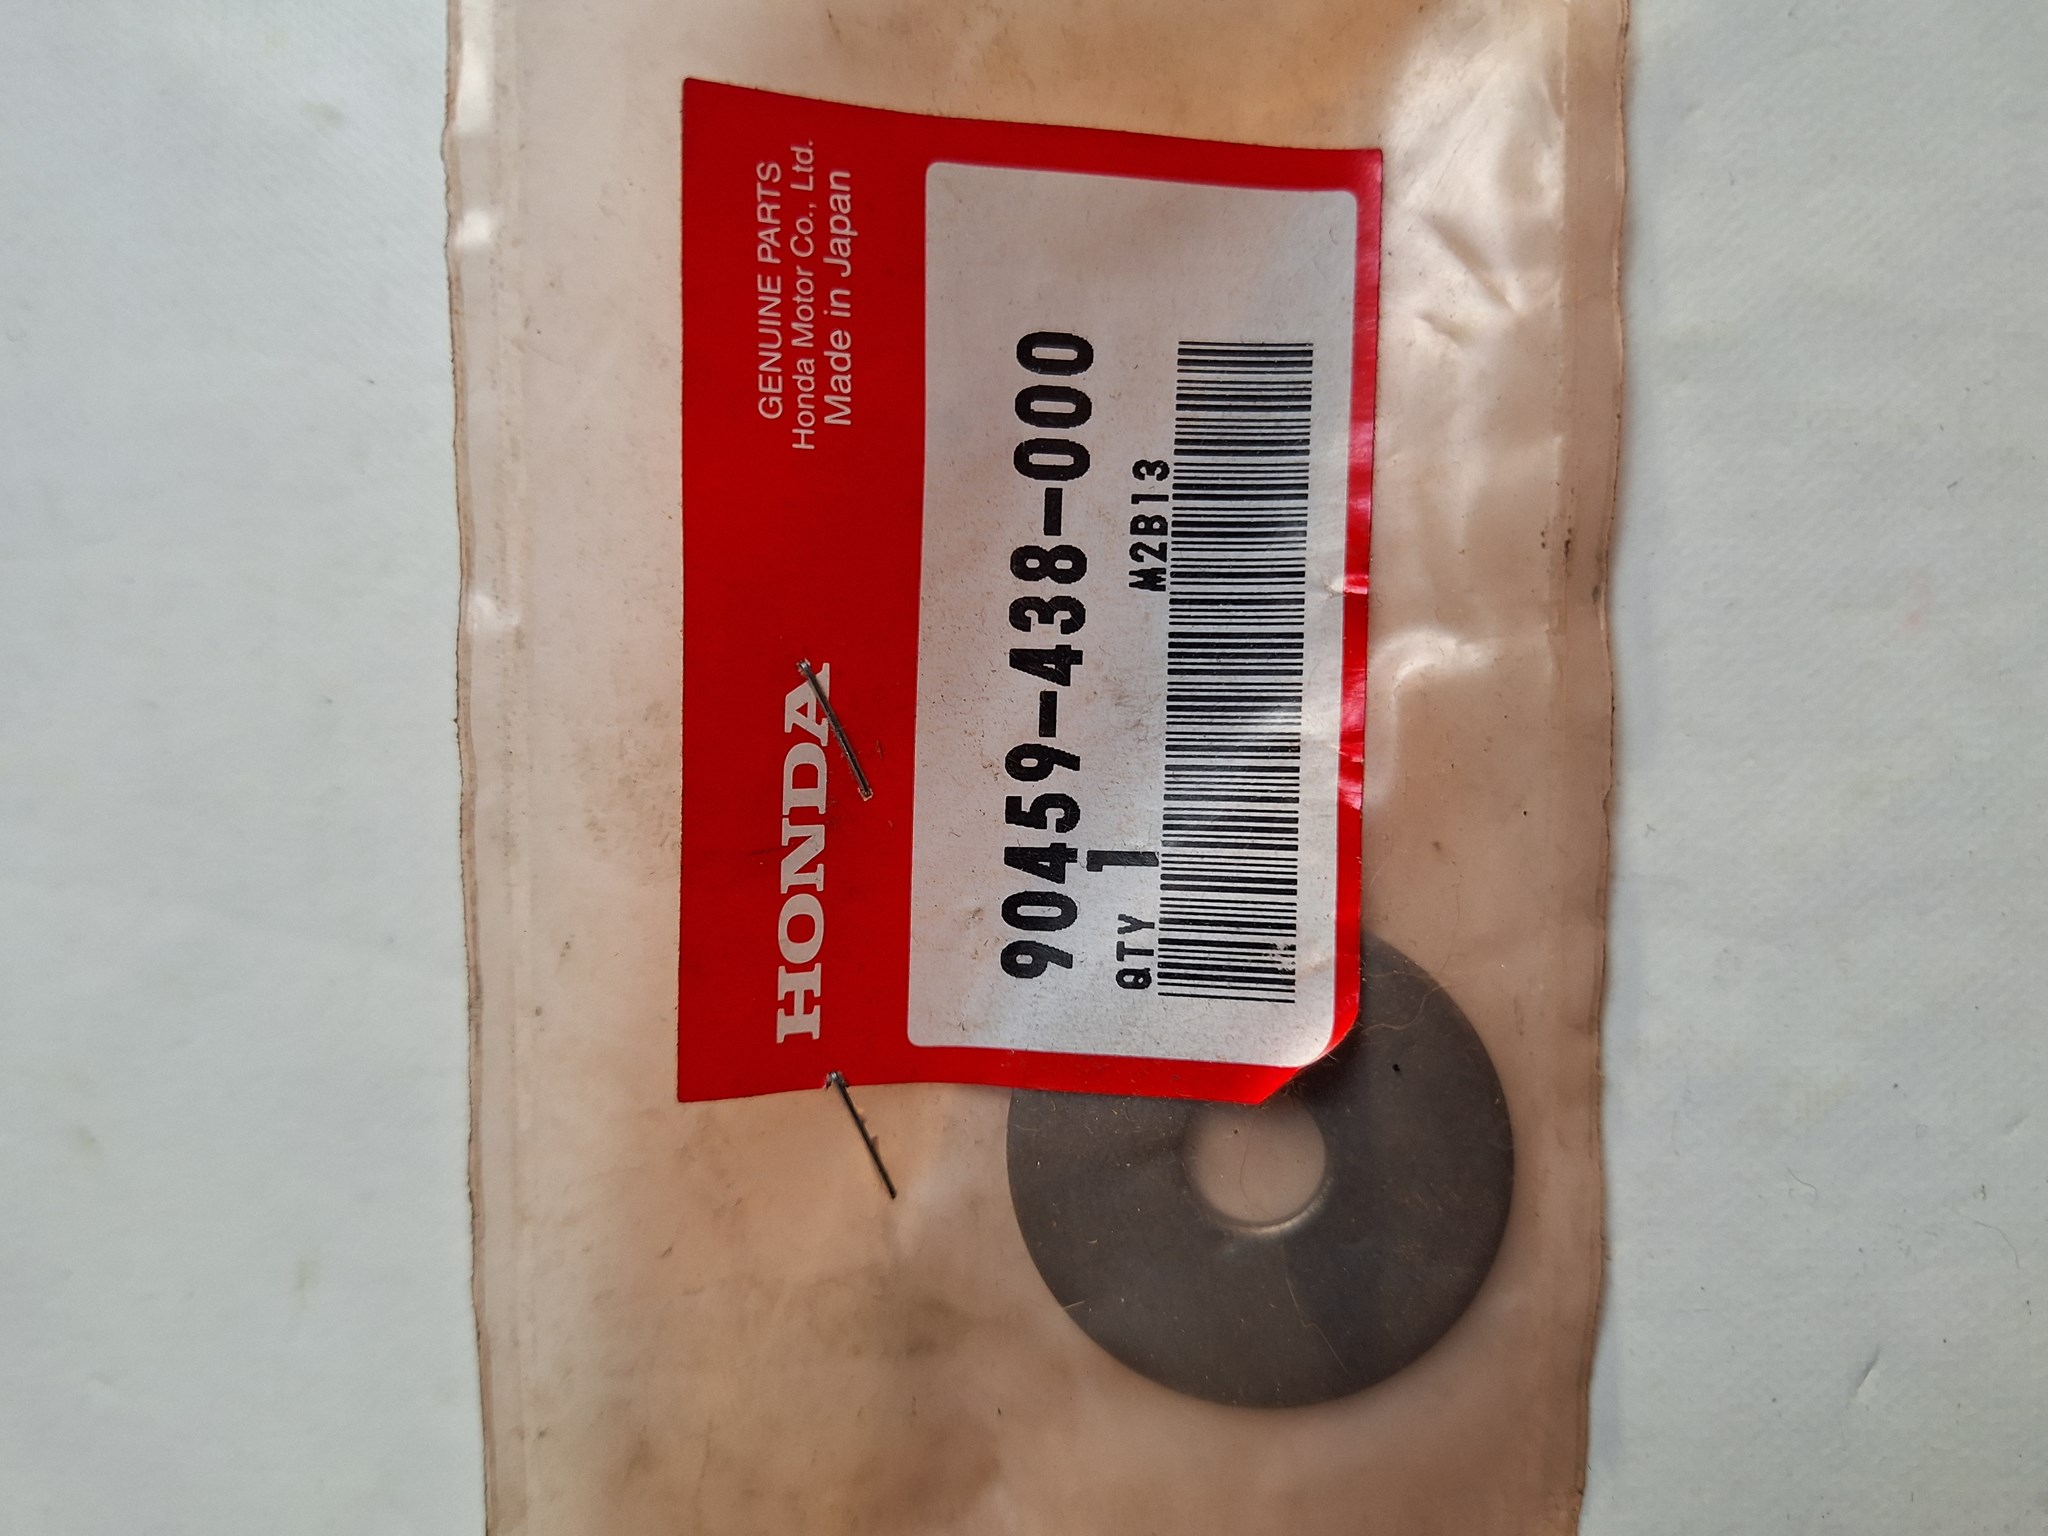 HONDA
GENUINE PARTS
Honda Motor Co., Ltd.
Made in Japan
90459-438-000
QTY 1
M2B13